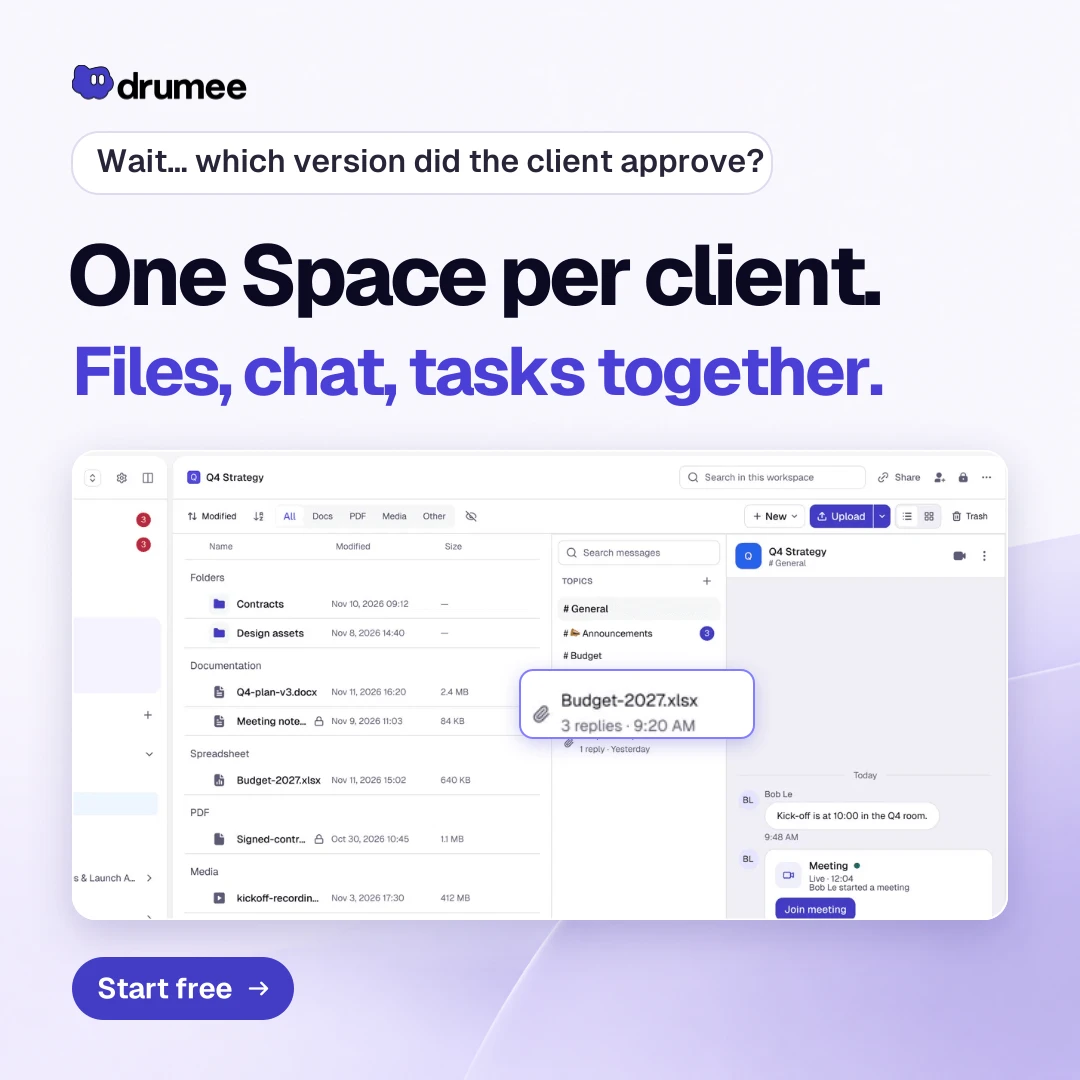 drumee
Wait... which version did the client approve?
One Space per client.
Files, chat, tasks together.
Q Q4 Strategy
Search in this workspace
Share
3
3
Modified
All Docs PDF Media Other
+ New
Upload
Trash
Name Modified Size
Folders
Contracts Nov 10, 2026 09:12 —
Design assets Nov 8, 2026 14:40 —
Documentation
Q4-plan-v3.docx Nov 11, 2026 16:20 2.4 MB
Meeting note... Nov 9, 2026 11:03 84 KB
Spreadsheet
Budget-2027.xlsx Nov 11, 2026 15:02 640 KB
PDF
Signed-contr... Oct 30, 2026 10:45 1.1 MB
Media
kickoff-recordin... Nov 3, 2026 17:30 412 MB
s & Launch A...
Search messages
TOPICS +
# General
# Announcements 3
# Budget
Budget-2027.xlsx
3 replies · 9:20 AM
1 reply · Yesterday
Q Q4 Strategy
# General
Today
BL Bob Le
Kick-off is at 10:00 in the Q4 room.
9:48 AM
BL
Meeting
Live · 12:04
Bob Le started a meeting
Join meeting
Start free →